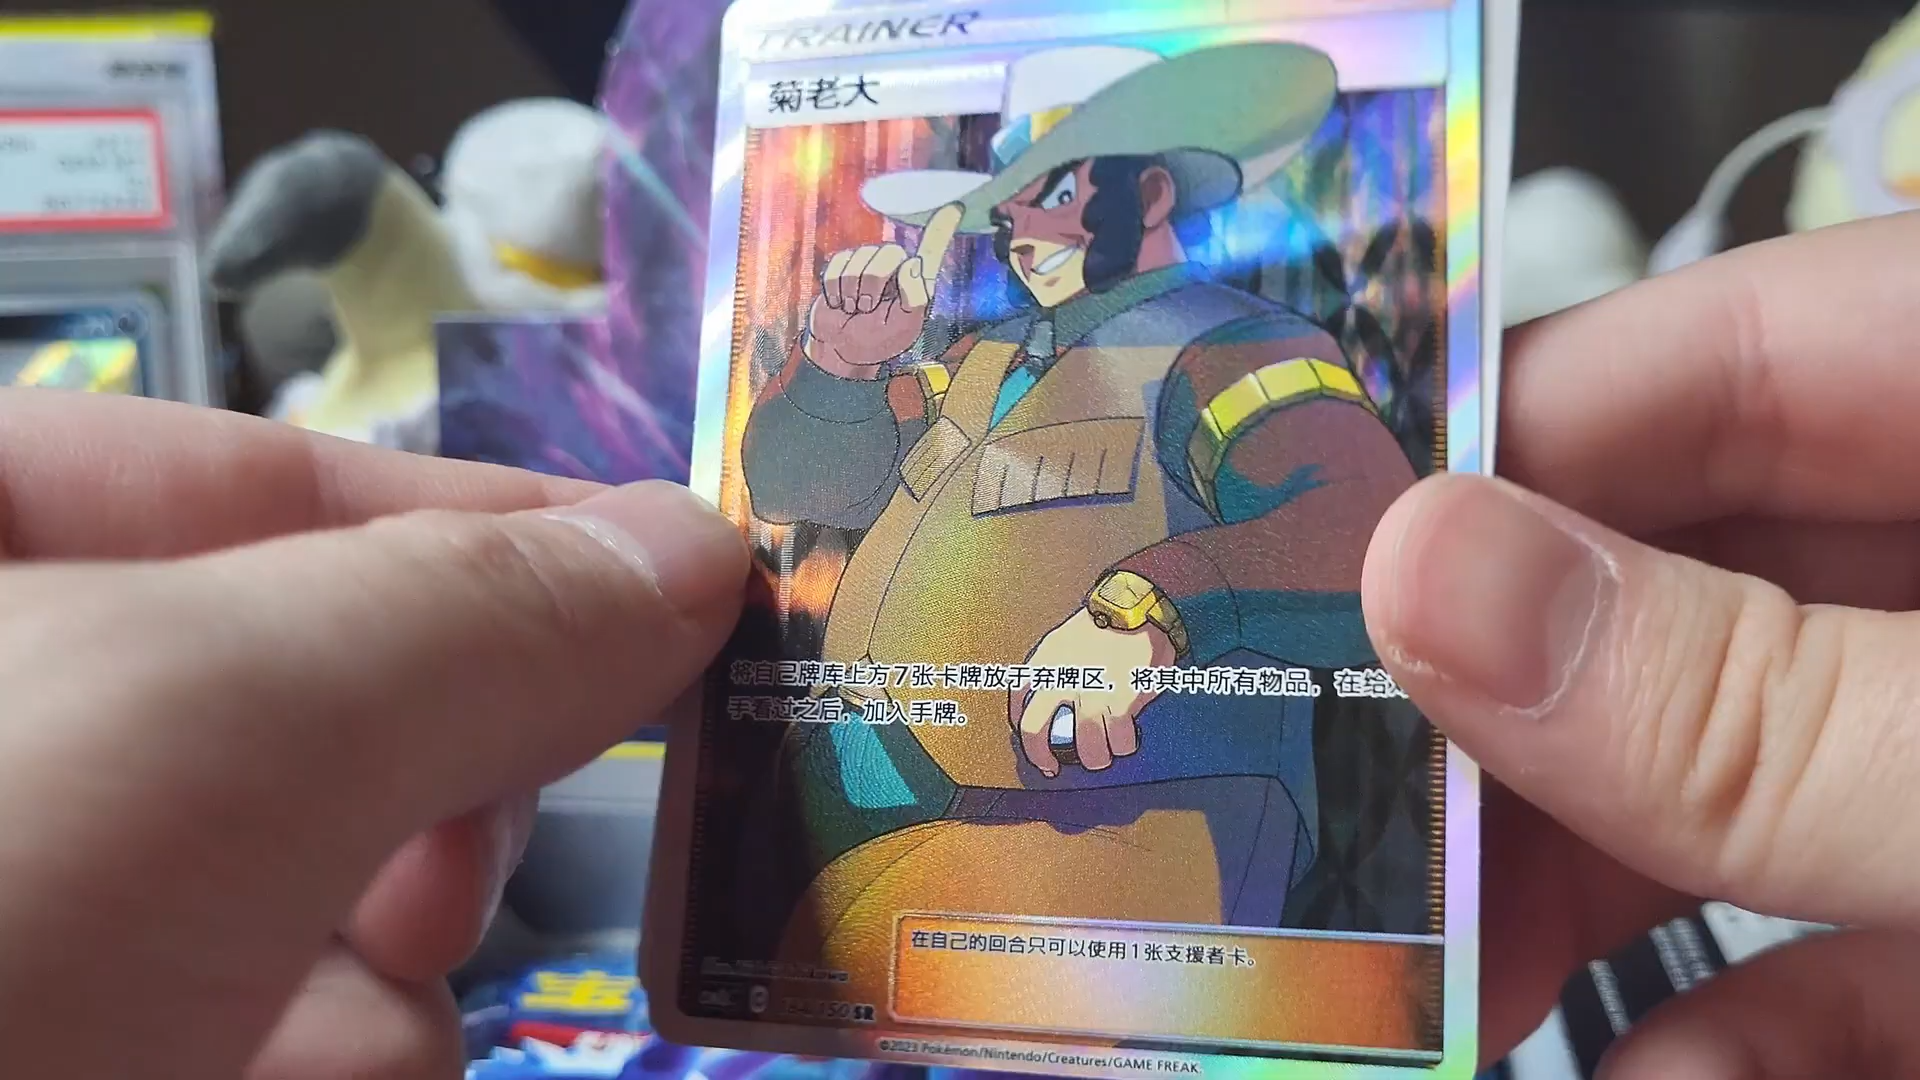 TRAINER
菊老大
将自己牌库上方7张卡牌放于弃牌区，将其中所有物品，在给
手看过之后，加入手牌。
在自己的回合只可以使用1张支援者卡。
150 SR
©2023 Pokémon/Nintendo/Creatures/GAME FREAK.